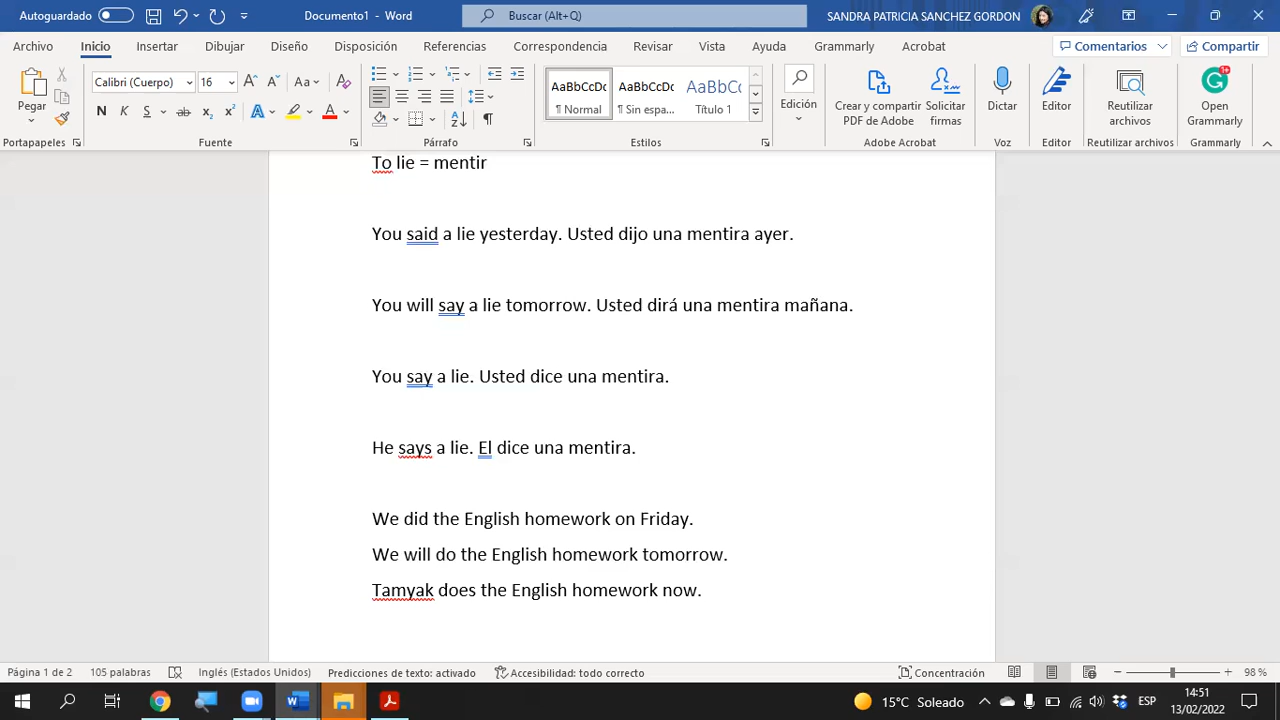 Autoguardado
Documento1 - Word
Buscar (Alt+Q)
SANDRA PATRICIA SANCHEZ GORDON
Archivo Inicio Insertar Dibujar Diseño Disposición Referencias Correspondencia Revisar Vista Ayuda Grammarly Acrobat Comentarios Compartir
Calibri (Cuerpo) 16
Pegar
Portapapeles
Fuente
Párrafo
AaBbCcDc AaBbCcDc AaBbCc
¶ Normal ¶ Sin espa... Título 1
Estilos
Edición
Crear y compartir PDF de Adobe
Solicitar firmas
Adobe Acrobat
Dictar
Voz
Editor
Editor
Reutilizar archivos
Reutilizar archivos
Open Grammarly
Grammarly
To lie = mentir
You said a lie yesterday. Usted dijo una mentira ayer.
You will say a lie tomorrow. Usted dirá una mentira mañana.
You say a lie. Usted dice una mentira.
He says a lie. El dice una mentira.
We did the English homework on Friday.
We will do the English homework tomorrow.
Tamyak does the English homework now.
Página 1 de 2 105 palabras Inglés (Estados Unidos) Predicciones de texto: activado Accesibilidad: todo correcto Concentración 98 %
15°C Soleado ESP 14:51
13/02/2022